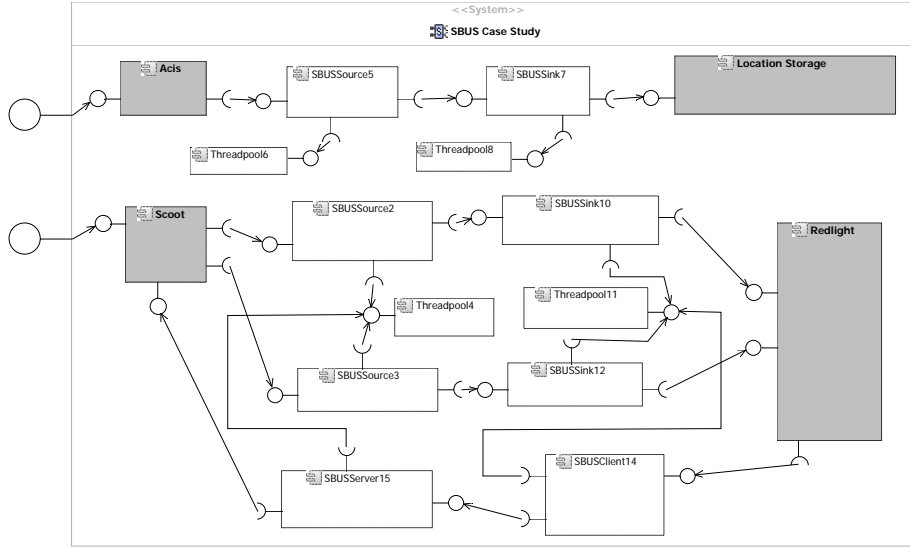 <<System>>
SBUS Case Study
Acis
SBUSSource5
SBUSSink7
Location Storage
Threadpool6
Threadpool8
Scoot
SBUSSource2
SBUSSink10
Redlight
Threadpool4
Threadpool11
SBUSSource3
SBUSSink12
SBUSServer15
SBUSClient14